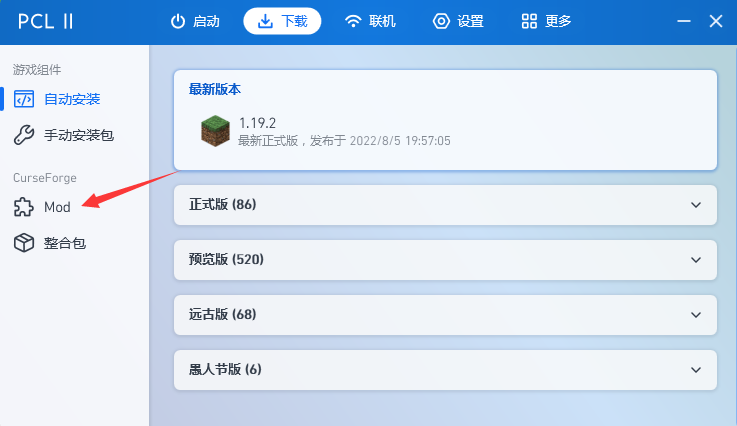 PCL II
启动
下载
联机
设置
更多
游戏组件
自动安装
手动安装包
CurseForge
Mod
整合包
最新版本
1.19.2
最新正式版，发布于 2022/8/5 19:57:05
正式版 (86)
预览版 (520)
远古版 (68)
愚人节版 (6)